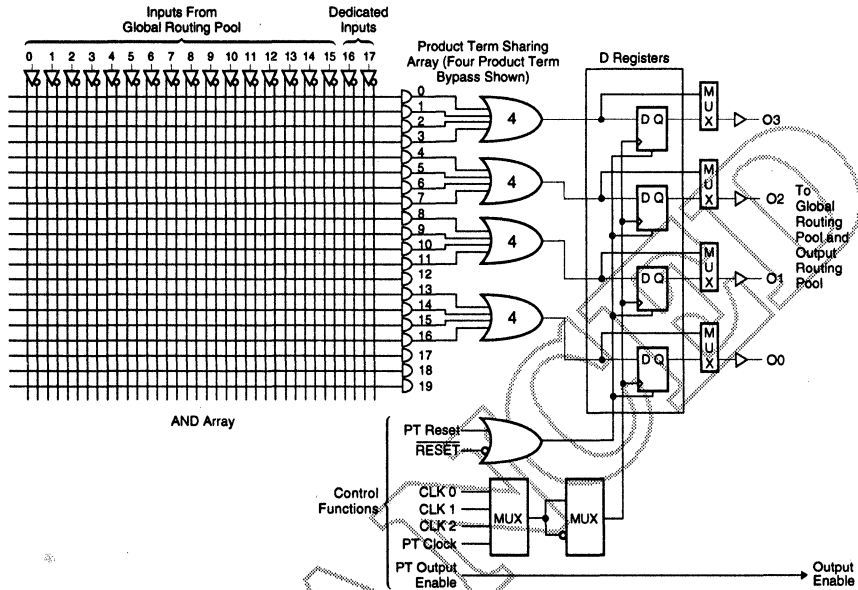 Inputs From
Global Routing Pool
Dedicated
Inputs
0 1 2 3 4 5 6 7 8 9 10 11 12 13 14 15 16 17
Product Term Sharing
Array (Four Product Term
Bypass Shown)
D Registers
0
1
2
3
4
5
6
7
8
9
10
11
12
13
14
15
16
17
18
19
4
4
4
4
D Q
D Q
D Q
D Q
MUX
MUX
MUX
MUX
O3
O2
O1
O0
To
Global
Routing
Pool and
Output
Routing
Pool
AND Array
Control
Functions
PT Reset
RESET
CLK 0
CLK 1
CLK 2
PT Clock
MUX
MUX
PT Output
Enable
Output
Enable